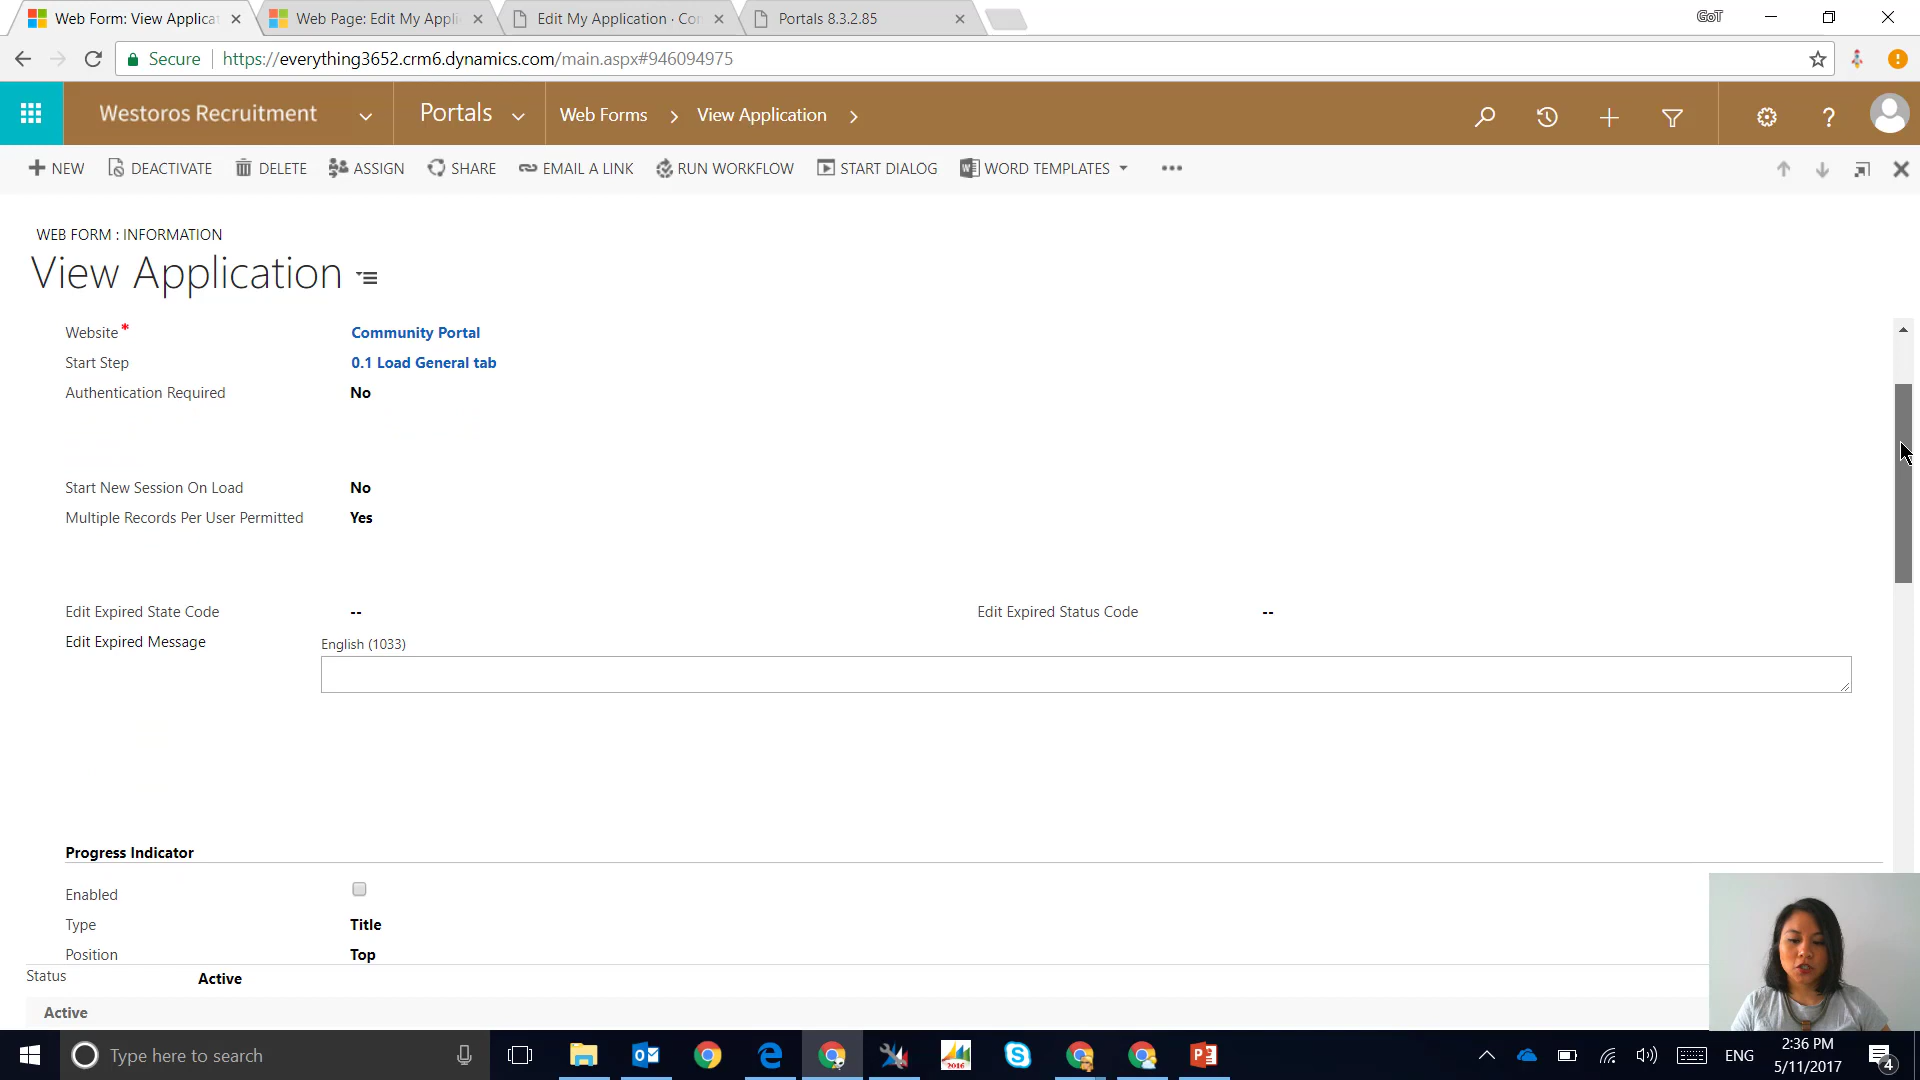 Web Form: View Applicat
Web Page: Edit My Appli
Edit My Application · Co
Portals 8.3.2.85
GoT
Secure
https://everything3652.crm6.dynamics.com/main.aspx#946094975
Westoros Recruitment
Portals
Web Forms
View Application
NEW
DEACTIVATE
DELETE
ASSIGN
SHARE
EMAIL A LINK
RUN WORKFLOW
START DIALOG
WORD TEMPLATES
WEB FORM : INFORMATION
View Application
Website*
Community Portal
Start Step
0.1 Load General tab
Authentication Required
No
Start New Session On Load
No
Multiple Records Per User Permitted
Yes
Edit Expired State Code
--
Edit Expired Status Code
--
Edit Expired Message
English (1033)
Progress Indicator
Enabled
Type
Title
Position
Top
Status
Active
Active
Type here to search
2016
ENG
2:36 PM
5/11/2017
4